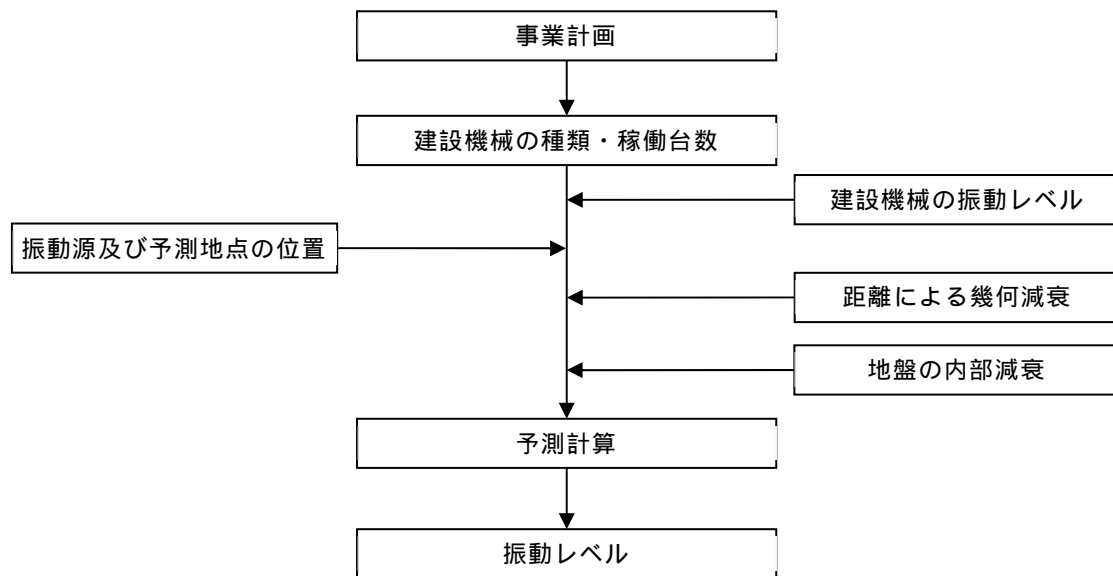 事業計画
建設機械の種類・稼働台数
建設機械の振動レベル
振動源及び予測地点の位置
距離による幾何減衰
地盤の内部減衰
予測計算
振動レベル